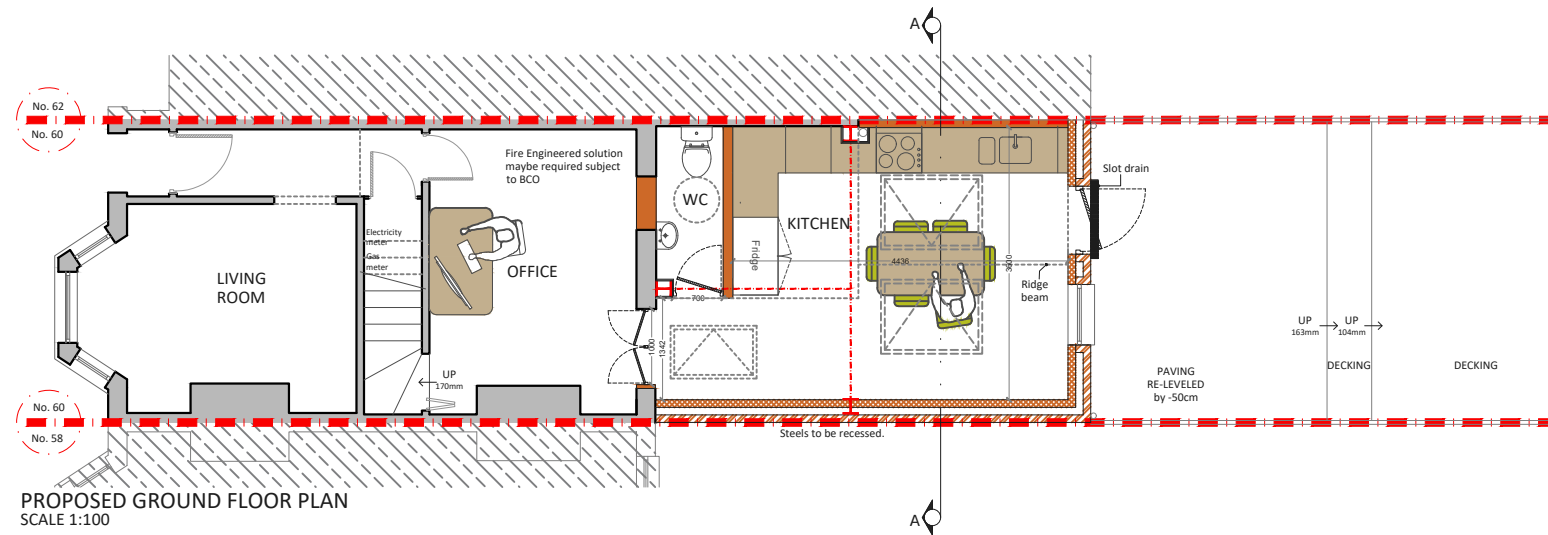 A
No. 62
No. 60
Fire Engineered solution
maybe required subject
to BCO
Slot drain
WC
KITCHEN
Electricity
meter
Gas
meter
Fridge
4436
3600
LIVING
ROOM
OFFICE
Ridge
beam
700
1000
1342
UP
163mm
UP
104mm
UP
170mm
PAVING
RE-LEVELED
by -50cm
DECKING
DECKING
No. 60
No. 58
Steels to be recessed.
PROPOSED GROUND FLOOR PLAN
SCALE 1:100
A